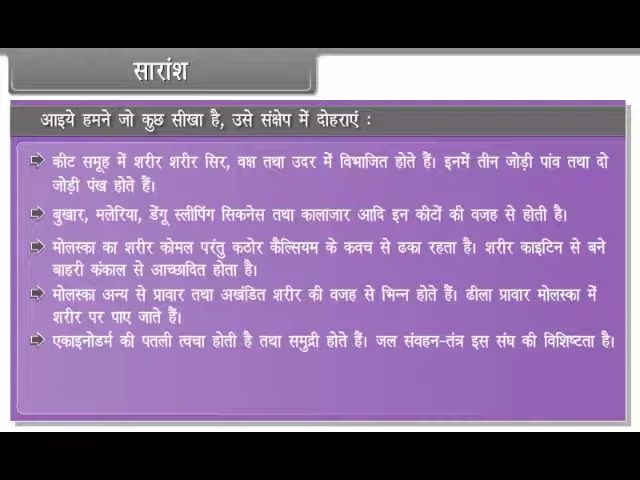 सारांश
आइये हमने जो कुछ सीखा है, उसे संक्षेप में दोहराएं :
कीट समूह में शरीर शरीर सिर, वक्ष तथा उदर में विभाजित होते हैं। इनमें तीन जोड़ी पांव तथा दो
जोड़ी पंख होते हैं।
बुखार, मलेरिया, डेंगू स्लीपिंग सिकनेस तथा कालाजार आदि इन कीटों की वजह से होती है।
मोलस्का का शरीर कोमल परंतु कठोर कैल्सियम के कवच से ढका रहता है। शरीर काइटिन से बने
बाहरी कंकाल से आच्छादित होता है।
मोलस्का अन्य से प्रावार तथा अखंडित शरीर की वजह से भिन्न होते हैं। ढीला प्रावार मोलस्का में
शरीर पर पाए जाते हैं।
एकाइनोडर्म की पतली त्वचा होती है तथा समुद्री होते हैं। जल संवहन-तंत्र इस संघ की विशिष्टता है।